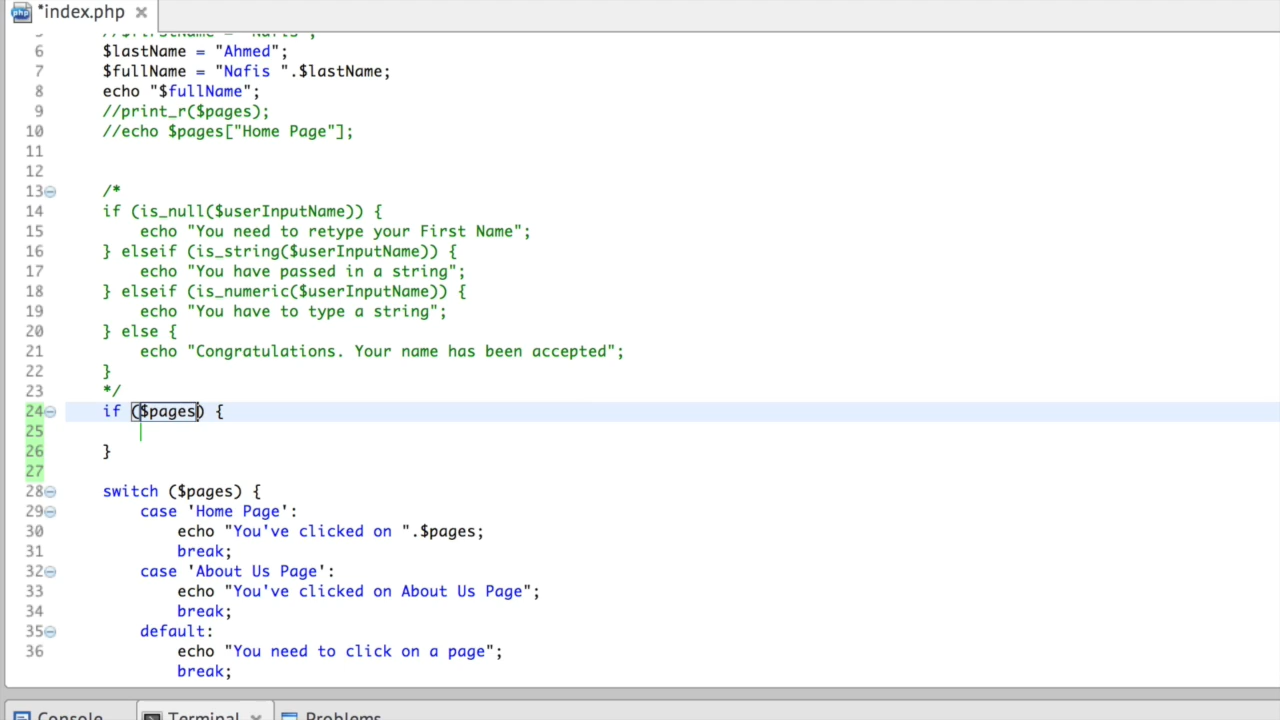 *index.php
5 //$firstName = "Nafis";
6 $lastName = "Ahmed";
7 $fullName = "Nafis ".$lastName;
8 echo "$fullName";
9 //print_r($pages);
10 //echo $pages["Home Page"];
11
12
13 /*
14 if (is_null($userInputName)) {
15 echo "You need to retype your First Name";
16 } elseif (is_string($userInputName)) {
17 echo "You have passed in a string";
18 } elseif (is_numeric($userInputName)) {
19 echo "You have to type a string";
20 } else {
21 echo "Congratulations. Your name has been accepted";
22 }
23 */
24 if ($pages) {
25
26 }
27
28 switch ($pages) {
29 case 'Home Page':
30 echo "You've clicked on ".$pages;
31 break;
32 case 'About Us Page':
33 echo "You've clicked on About Us Page";
34 break;
35 default:
36 echo "You need to click on a page";
break;
Console Terminal Problems